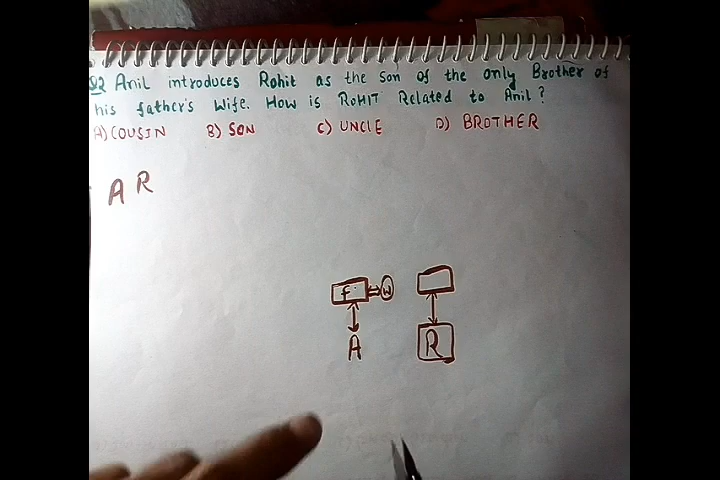 Q2 Anil introduces Rohit as the son of the only Brother of
his father's Wife. How is RoHIT Related to Anil?
A) COUSIN B) SON C) UNCLE D) BROTHER
A R
f W
A R